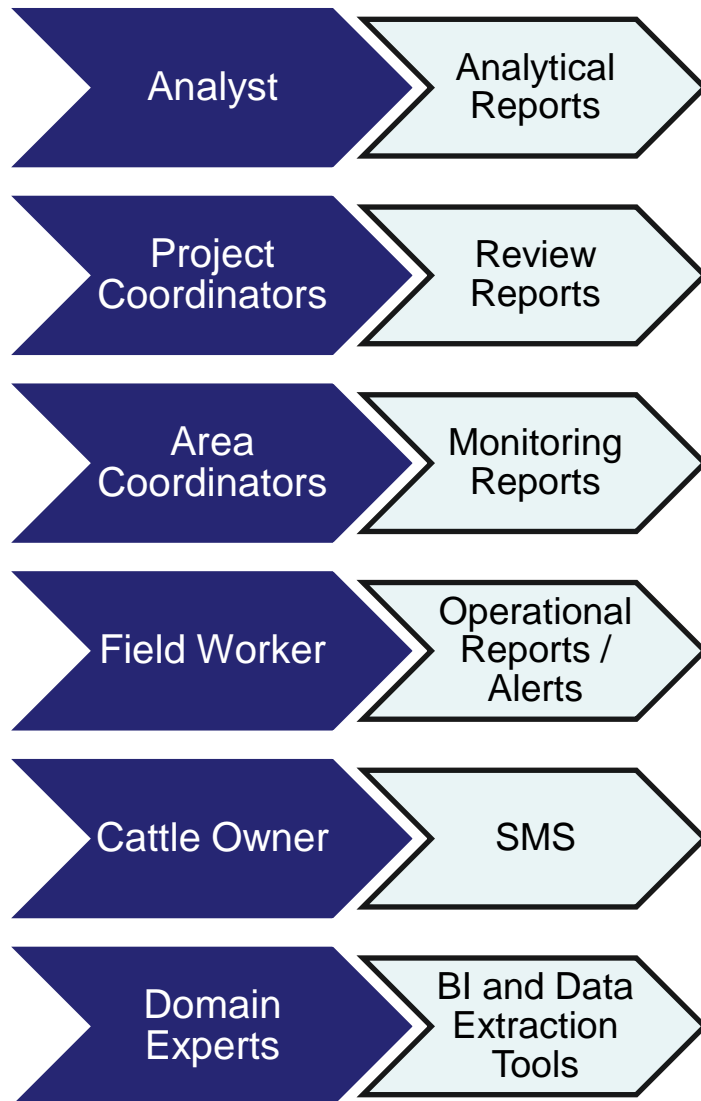 Analyst
Analytical
Reports
Project
Coordinators
Review
Reports
Area
Coordinators
Monitoring
Reports
Field Worker
Operational
Reports /
Alerts
Cattle Owner
SMS
Domain
Experts
BI and Data
Extraction
Tools